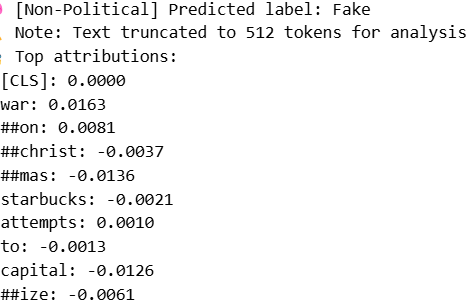 [Non-Political] Predicted label: Fake
Note: Text truncated to 512 tokens for analysis
Top attributions:
[CLS]: 0.0000
war: 0.0163
##on: 0.0081
##christ: -0.0037
##mas: -0.0136
starbucks: -0.0021
attempts: 0.0010
to: -0.0013
capital: -0.0126
##ize: -0.0061